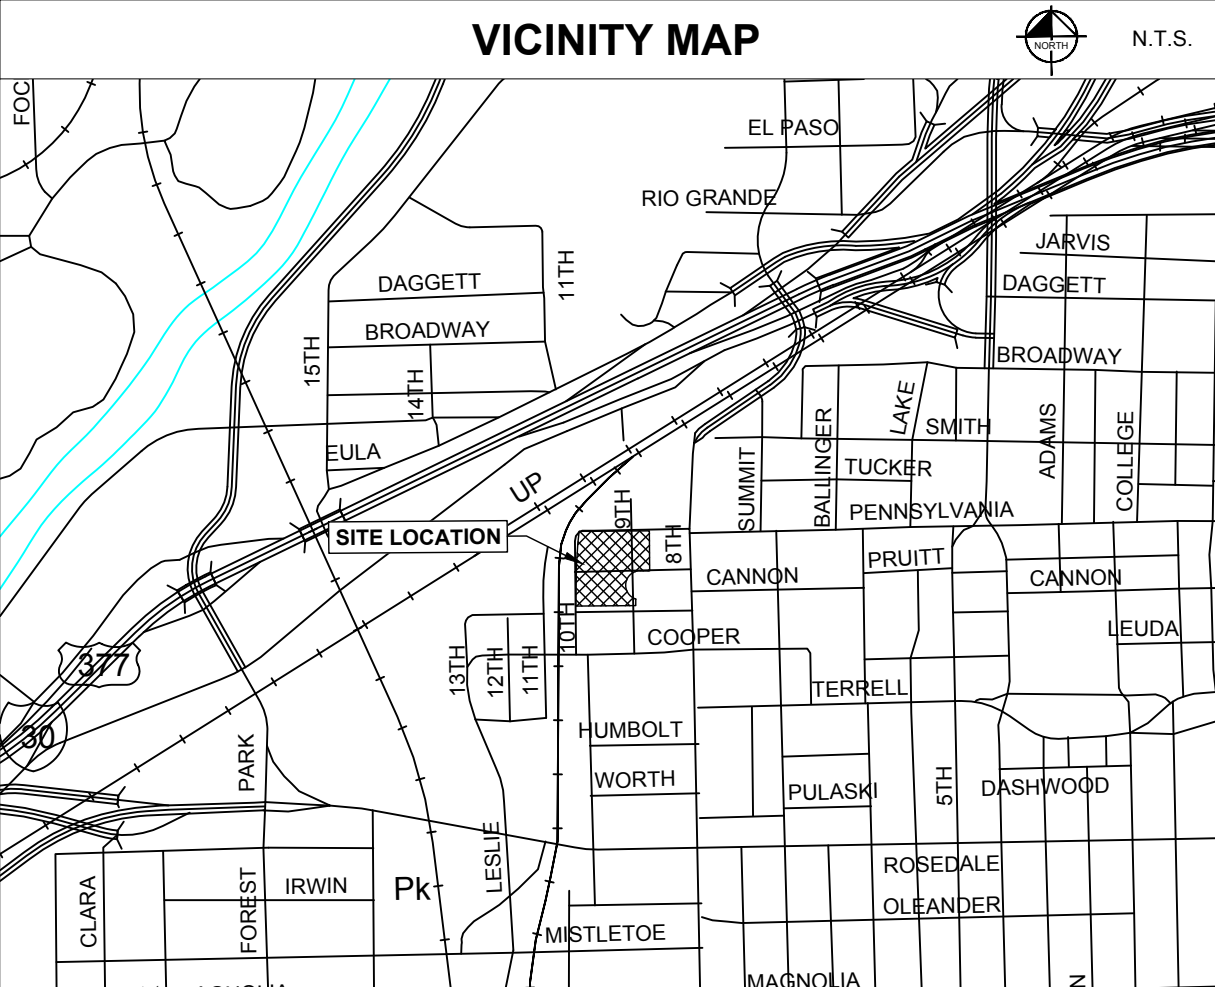 VICINITY MAP
NORTH
N.T.S.
FOC
EL PASO
RIO GRANDE
JARVIS
11TH
DAGGETT
DAGGETT
BROADWAY
BROADWAY
15TH
14TH
LAKE
SMITH
ADAMS
COLLEGE
BALLINGER
SUMMIT
EULA
TUCKER
UP
PENNSYLVANIA
9TH
8TH
SITE LOCATION
PRUITT
CANNON
CANNON
10TH
COOPER
LEUDA
377
13TH
12TH
11TH
TERRELL
30
HUMBOLT
PARK
WORTH
PULASKI
5TH
DASHWOOD
LESLIE
ROSEDALE
IRWIN
Pk
CLARA
FOREST
OLEANDER
MISTLETOE
MAGNOLIA
N